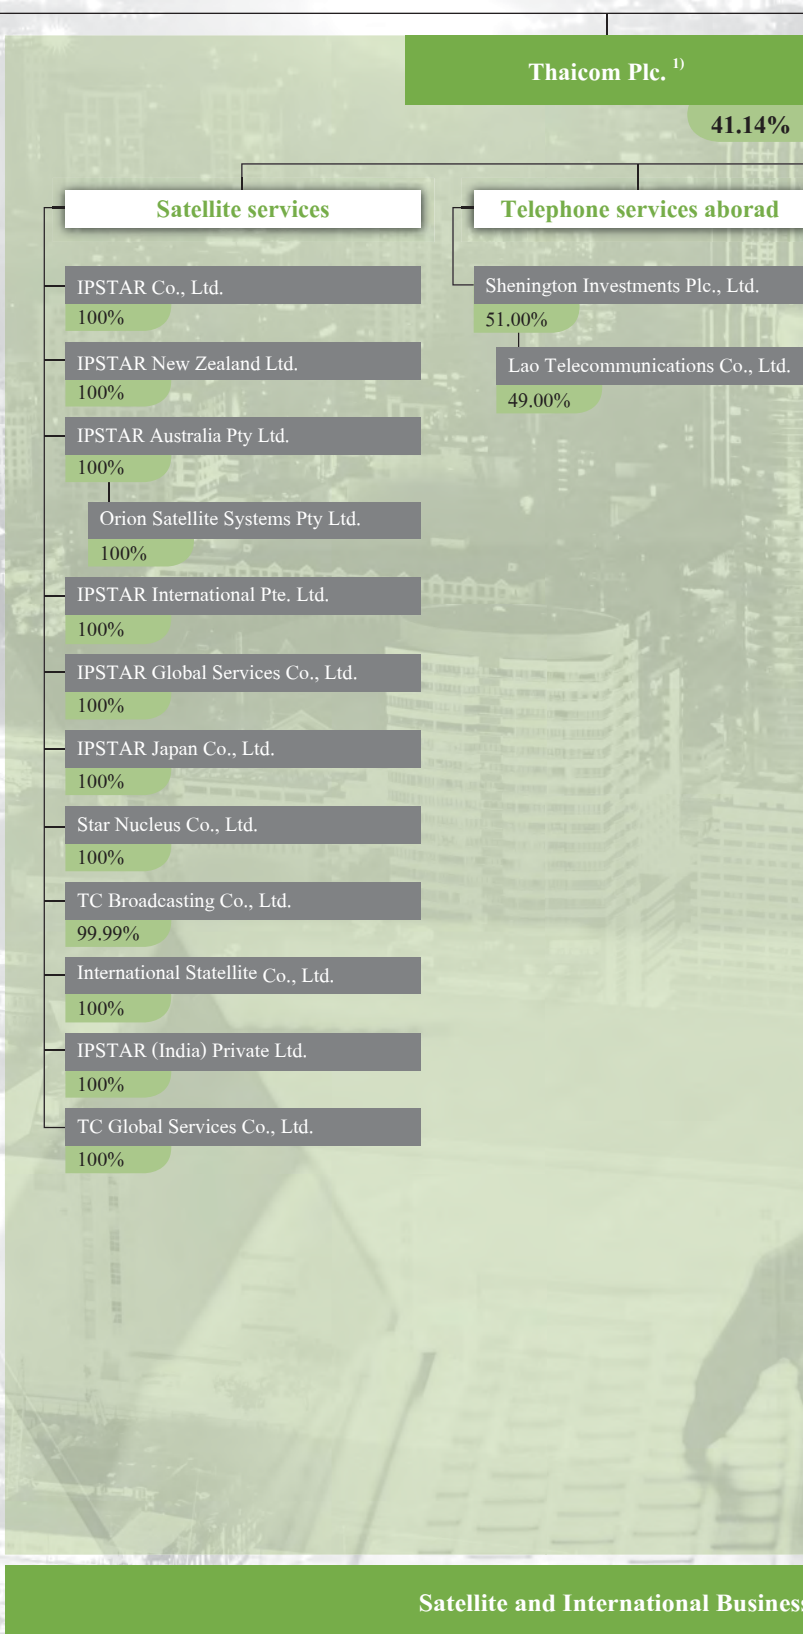 Thaicom Plc. 1)
41.14%
Satellite services
IPSTAR Co., Ltd.
100%
IPSTAR New Zealand Ltd.
100%
IPSTAR Australia Pty Ltd.
100%
Orion Satellite Systems Pty Ltd.
100%
IPSTAR International Pte. Ltd.
100%
IPSTAR Global Services Co., Ltd.
100%
IPSTAR Japan Co., Ltd.
100%
Star Nucleus Co., Ltd.
100%
TC Broadcasting Co., Ltd.
99.99%
International Statellite Co., Ltd.
100%
IPSTAR (India) Private Ltd.
100%
TC Global Services Co., Ltd.
100%
Telephone services aborad
Shenington Investments Plc., Ltd.
51.00%
Lao Telecommunications Co., Ltd.
49.00%
Satellite and International Business